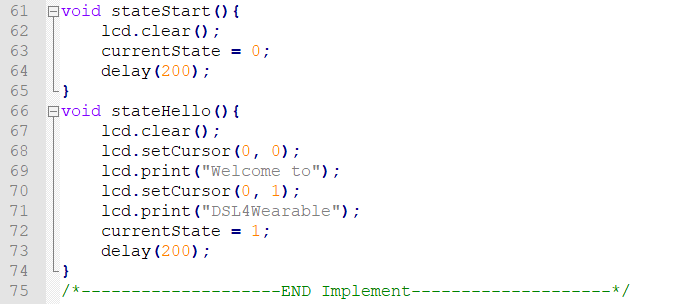 61 void stateStart(){
62     lcd.clear();
63     currentState = 0;
64     delay(200);
65 }
66 void stateHello(){
67     lcd.clear();
68     lcd.setCursor(0, 0);
69     lcd.print("Welcome to");
70     lcd.setCursor(0, 1);
71     lcd.print("DSL4Wearable");
72     currentState = 1;
73     delay(200);
74 }
75 /*--------------------END Implement--------------------*/